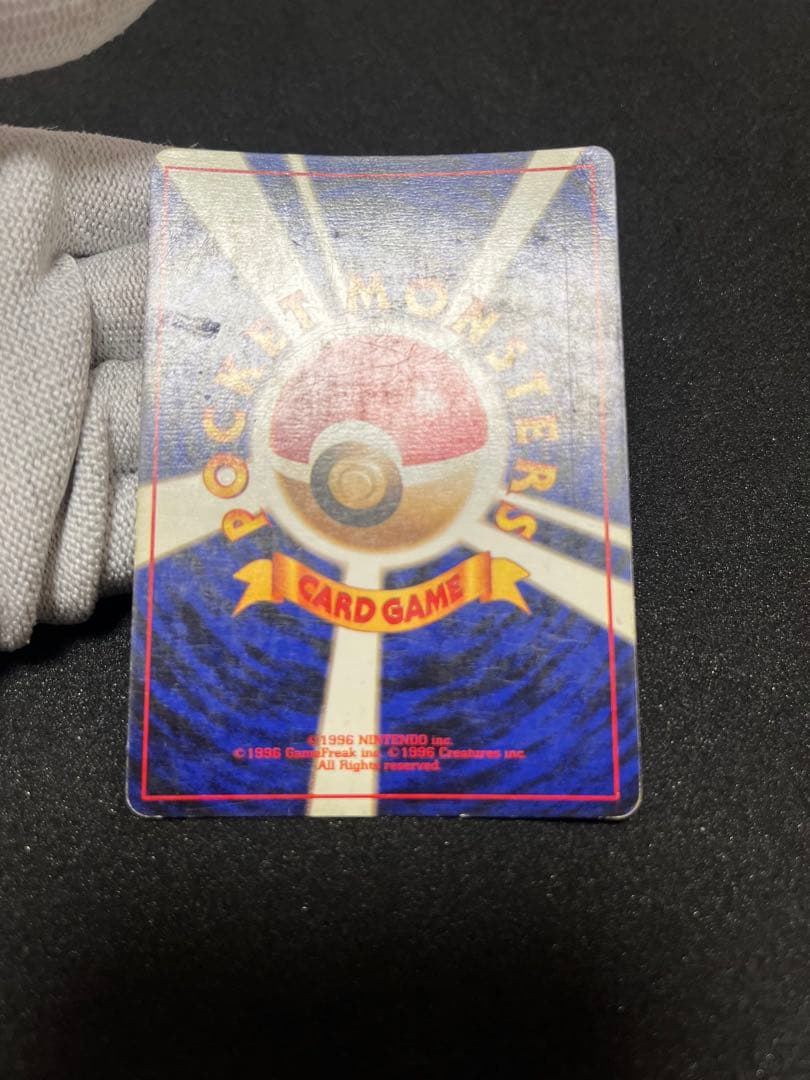 POCKET MONSTERS
CARD GAME
©1996 NINTENDO inc.
©1996 GameFreak inc. ©1996 Creatures inc.
All Rights reserved.